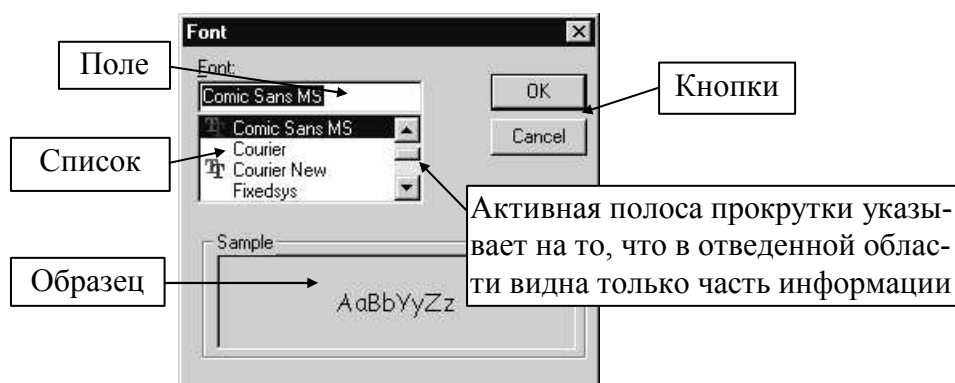 Font
Поле
Font:
Comic Sans MS
OK
Кнопки
Comic Sans MS
Courier
Courier New
Fixedsys
Cancel
Список
Активная полоса прокрутки указы-
вает на то, что в отведенной облас-
ти видна только часть информации
Sample
Образец
AaBbYyZz